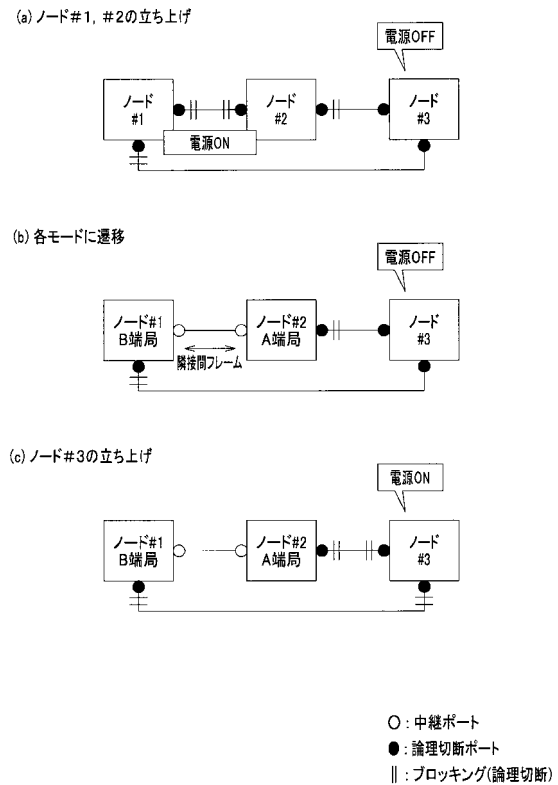 (a) ノード#1, #2の立ち上げ
電源OFF
ノード
#1
ノード
#2
ノード
#3
電源ON
(b) 各モードに遷移
電源OFF
ノード#1
B端局
ノード#2
A端局
ノード
#3
隣接間フレーム
(c) ノード#3の立ち上げ
電源ON
ノード#1
B端局
ノード#2
A端局
ノード
#3
○:中継ポート
●:論理切断ポート
||:ブロッキング(論理切断)